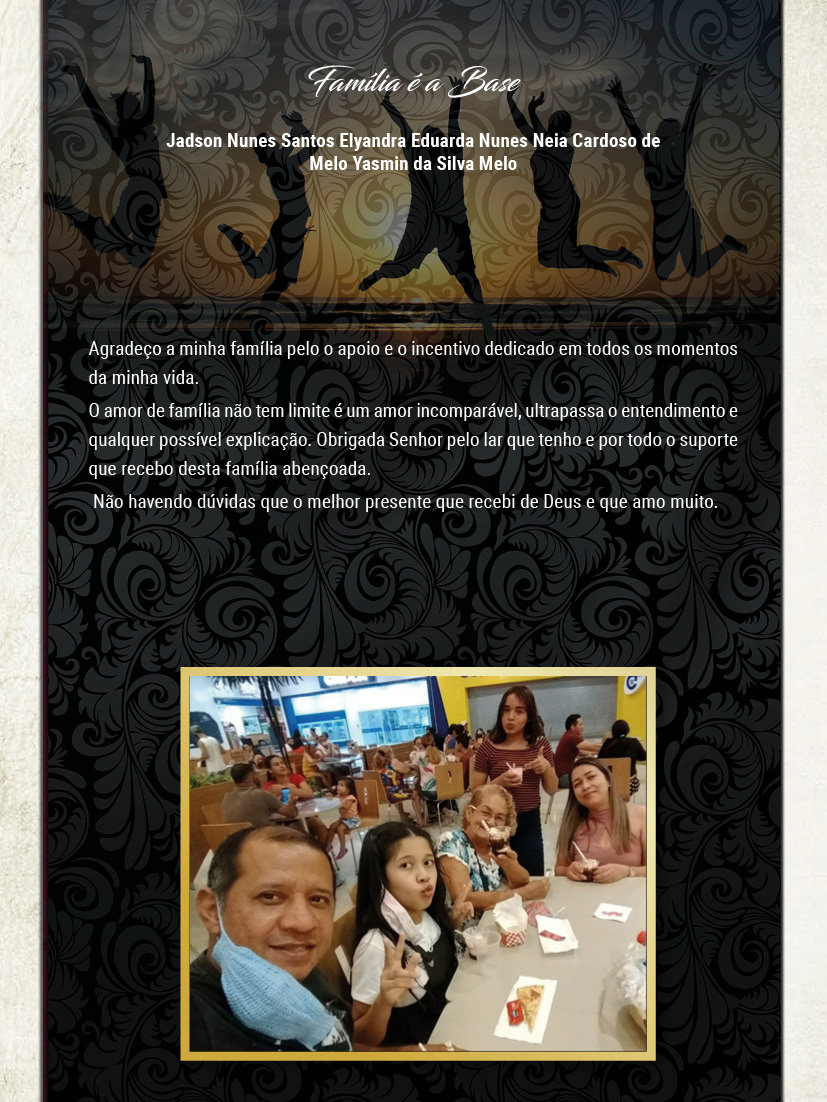 Família é a Base
Jadson Nunes Santos Elyandra Eduarda Nunes Neia Cardoso de
Melo Yasmin da Silva Melo
Agradeço a minha família pelo o apoio e o incentivo dedicado em todos os momentos
da minha vida.
O amor de família não tem limite é um amor incomparável, ultrapassa o entendimento e
qualquer possível explicação. Obrigada Senhor pelo lar que tenho e por todo o suporte
que recebo desta família abençoada.
Não havendo dúvidas que o melhor presente que recebi de Deus e que amo muito.